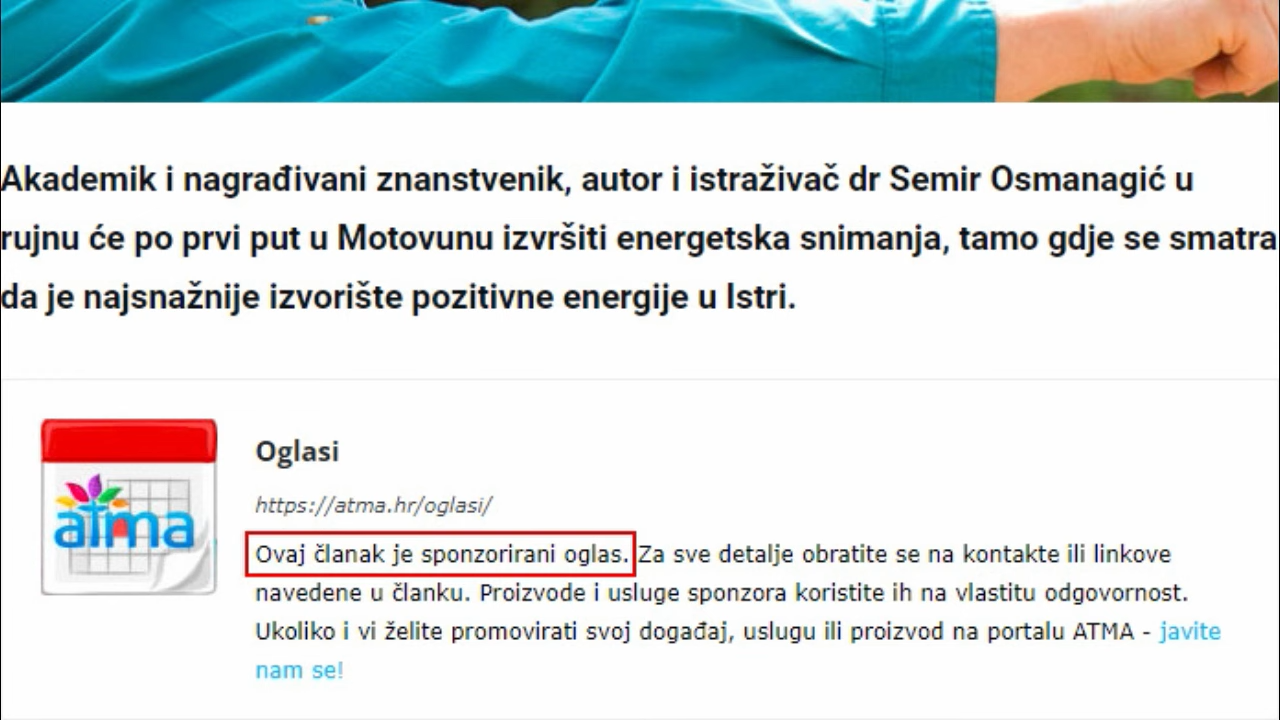 Akademik i nagrađivani znanstvenik, autor i istraživač dr Semir Osmanagić u
rujnu će po prvi put u Motovunu izvršiti energetska snimanja, tamo gdje se smatra
da je najsnažnije izvorište pozitivne energije u Istri.
atma
Oglasi
https://atma.hr/oglasi/
Ovaj članak je sponzorirani oglas. Za sve detalje obratite se na kontakte ili linkove
navedene u članku. Proizvode i usluge sponzora koristite ih na vlastitu odgovornost.
Ukoliko i vi želite promovirati svoj događaj, uslugu ili proizvod na portalu ATMA - javite
nam se!